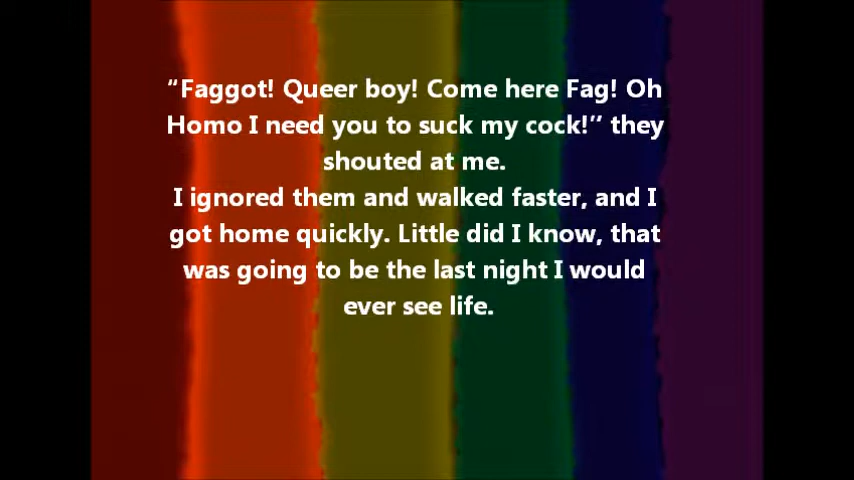 “Faggot! Queer boy! Come here Fag! Oh
Homo I need you to suck my cock!’’ they
shouted at me.
I ignored them and walked faster, and I
got home quickly. Little did I know, that
was going to be the last night I would
ever see life.